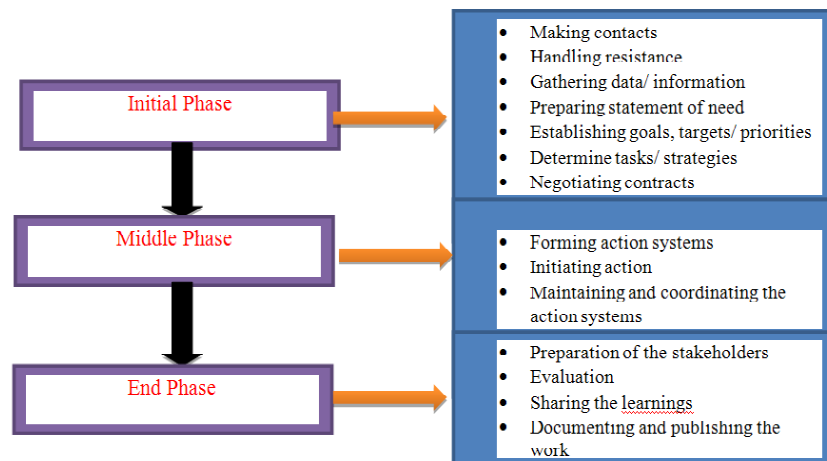 Initial Phase
Making contacts
Handling resistance
Gathering data/ information
Preparing statement of need
Establishing goals, targets/ priorities
Determine tasks/ strategies
Negotiating contracts
Middle Phase
Forming action systems
Initiating action
Maintaining and coordinating the
action systems
End Phase
Preparation of the stakeholders
Evaluation
Sharing the learnings
Documenting and publishing the
work